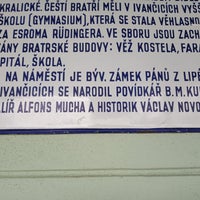 KRALICKÉ. ČEŠTÍ BRATŘÍ MĚLI V IVANČICÍCH VYŠŠ
ŠKOLU (GYMNASIUM), KTERÁ SE STALA VĚHLASNO
ZA ESROMA RÜDINGERA. VE SBORU JSOU ZACH
OVÁNY BRATRSKÉ BUDOVY: VĚŽ KOSTELA, FARA
PITÁL, ŠKOLA.
NA NÁMĚSTÍ JE BÝV. ZÁMEK PÁNŮ Z LIPÉ
IVANČICÍCH SE NARODIL POVÍDKÁŘ B.M.KU
LÍŘ ALFONS MUCHA A HISTORIK VÁCLAV NOVO